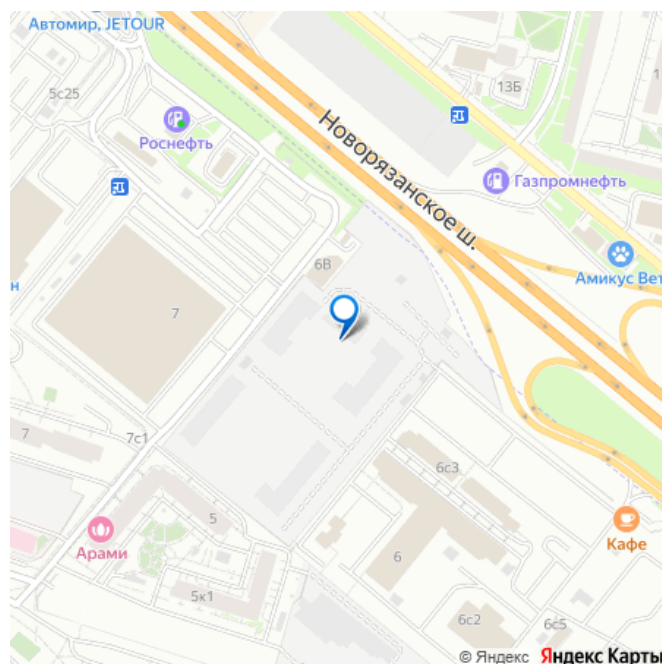 Автомир, JETOUR
5с25
13Б
Роснефть
Новорязанское ш.
Газпромнефть
6В
Амикус Вет
н
7
7
7с1
6с3
5
Арами
6
Кафе
5к1
6с2
6с5
© Яндекс Яндекс Карты